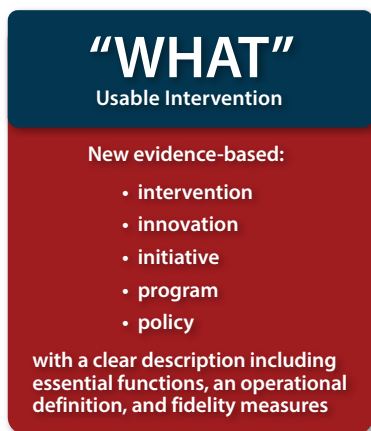 “WHAT”
Usable Intervention
New evidence-based:
• intervention
• innovation
• initiative
• program
• policy
with a clear description including
essential functions, an operational
definition, and fidelity measures